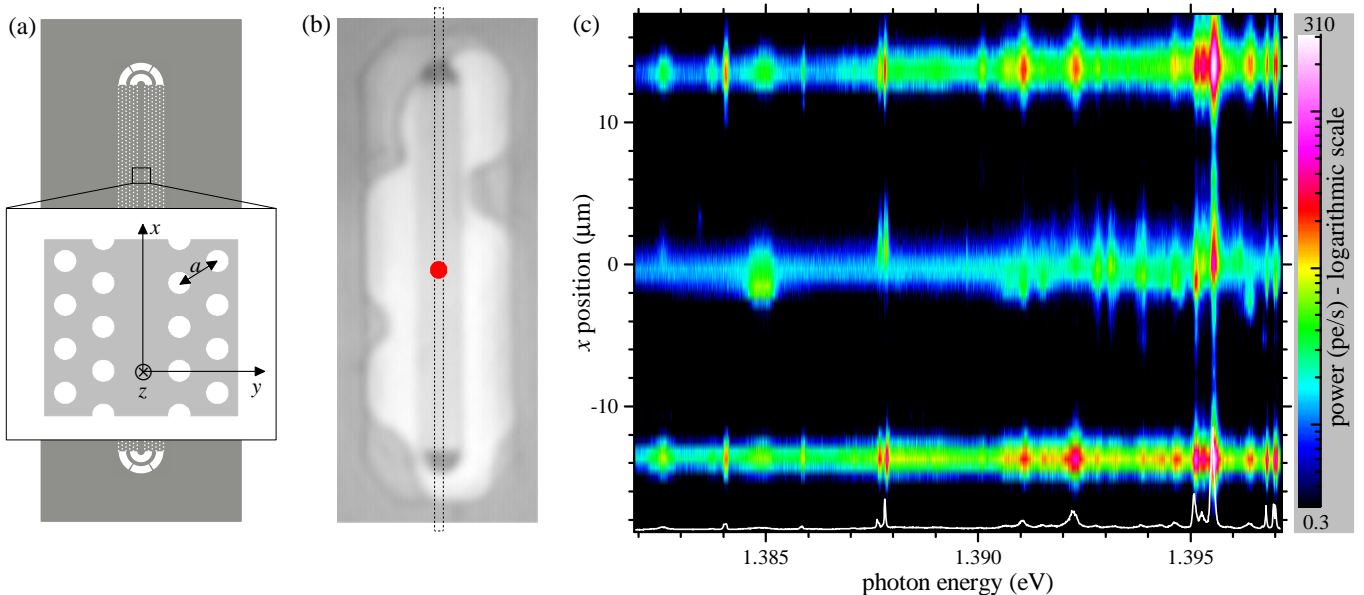 (a)
(b)
(c)
x
a
z
y
10
0
-10
x position (μm)
1.385
1.390
1.395
photon energy (eV)
310
0.3
power (pe/s) - logarithmic scale